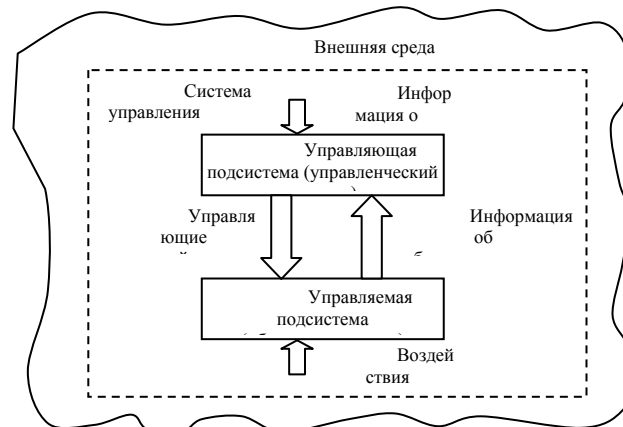 Внешняя среда
Система
управления
Инфор
мация о
Управляющая
подсистема (управленческий
Управля
ющие
Информация
об
Управляемая
подсистема
Воздей
ствия